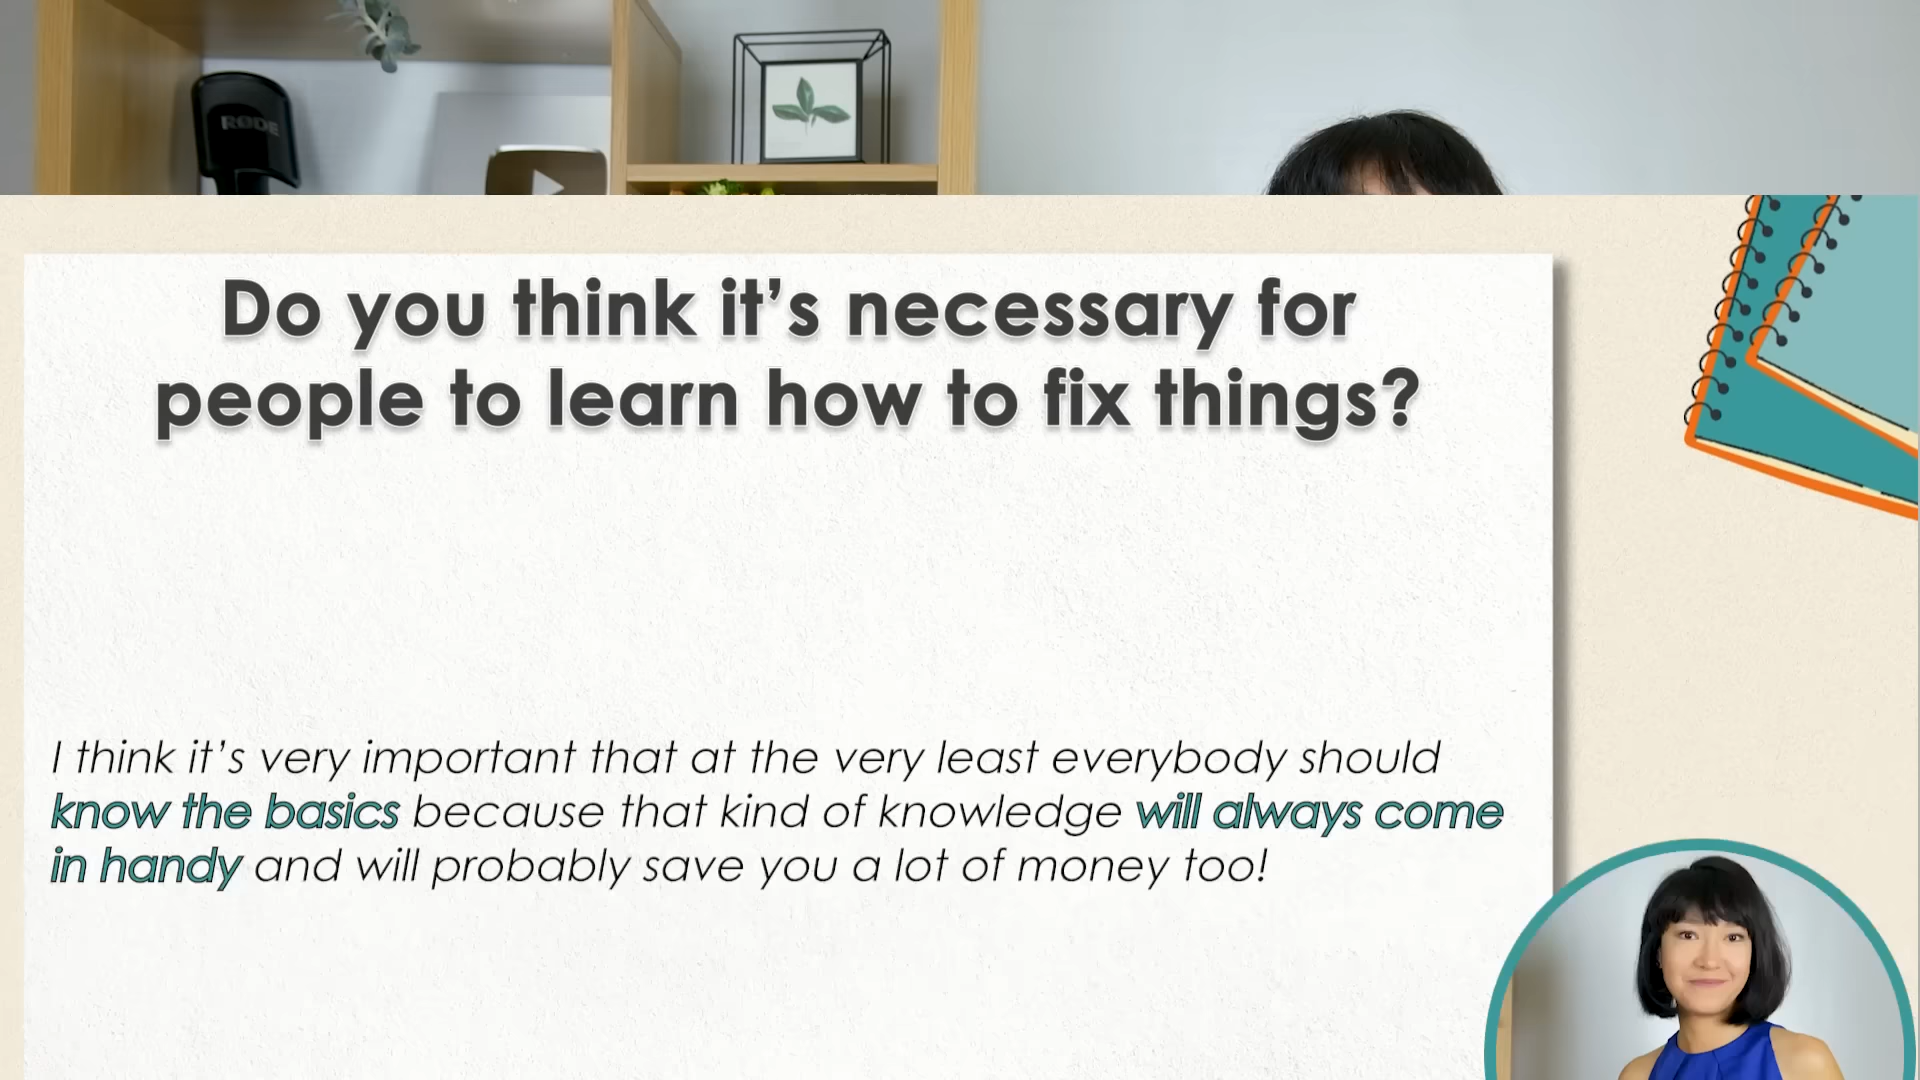 RØDE
Do you think it’s necessary for
people to learn how to fix things?
I think it’s very important that at the very least everybody should
know the basics because that kind of knowledge will always come
in handy and will probably save you a lot of money too!